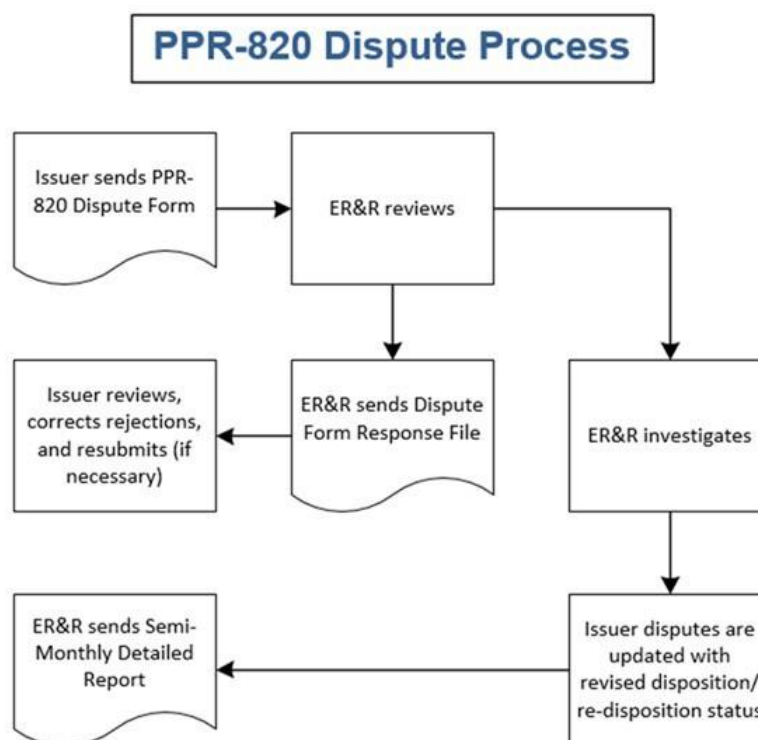 PPR-820 Dispute Process
Issuer sends PPR-
820 Dispute Form
ER&R reviews
Issuer reviews,
corrects rejections,
and resubmits (if
necessary)
ER&R sends Dispute
Form Response File
ER&R investigates
ER&R sends Semi-
Monthly Detailed
Report
Issuer disputes are
updated with
revised disposition/
re-disposition status